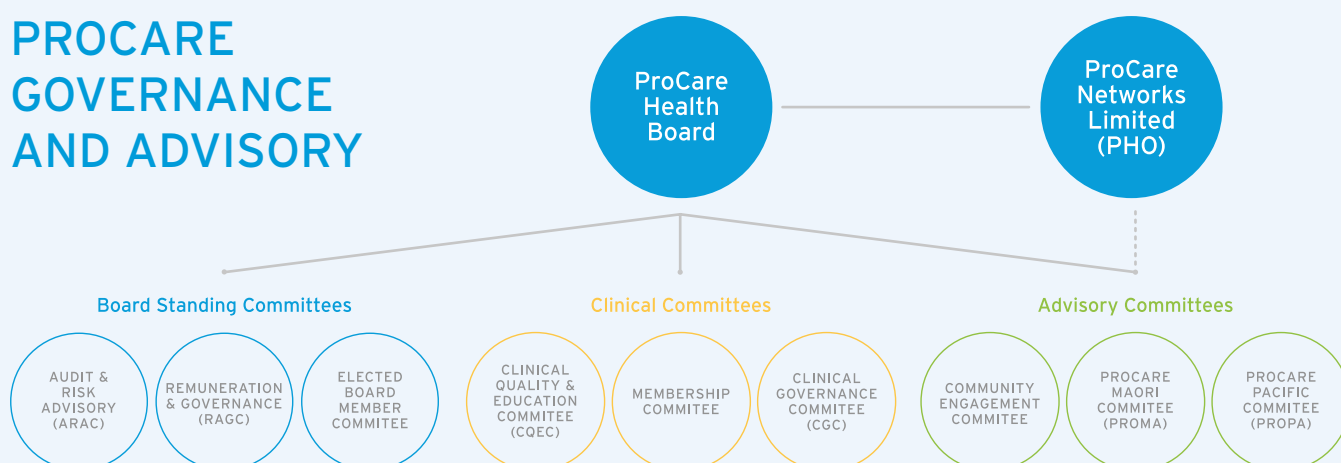 PROCARE
GOVERNANCE
AND ADVISORY
ProCare
Health
Board
ProCare
Networks
Limited
(PHO)
Board Standing Committees
AUDIT &
RISK
ADVISORY
(ARAC)
REMUNERATION
& GOVERNANCE
(RAGC)
ELECTED
BOARD
MEMBER
COMMITEE
Clinical Committees
CLINICAL
QUALITY &
EDUCATION
COMMITEE
(CQEC)
MEMBERSHIP
COMMITEE
CLINICAL
GOVERNANCE
COMMITEE
(CGC)
Advisory Committees
COMMUNITY
ENGAGEMENT
COMMITEE
PROCARE
MAORI
COMMITEE
(PROMA)
PROCARE
PACIFIC
COMMITEE
(PROPA)